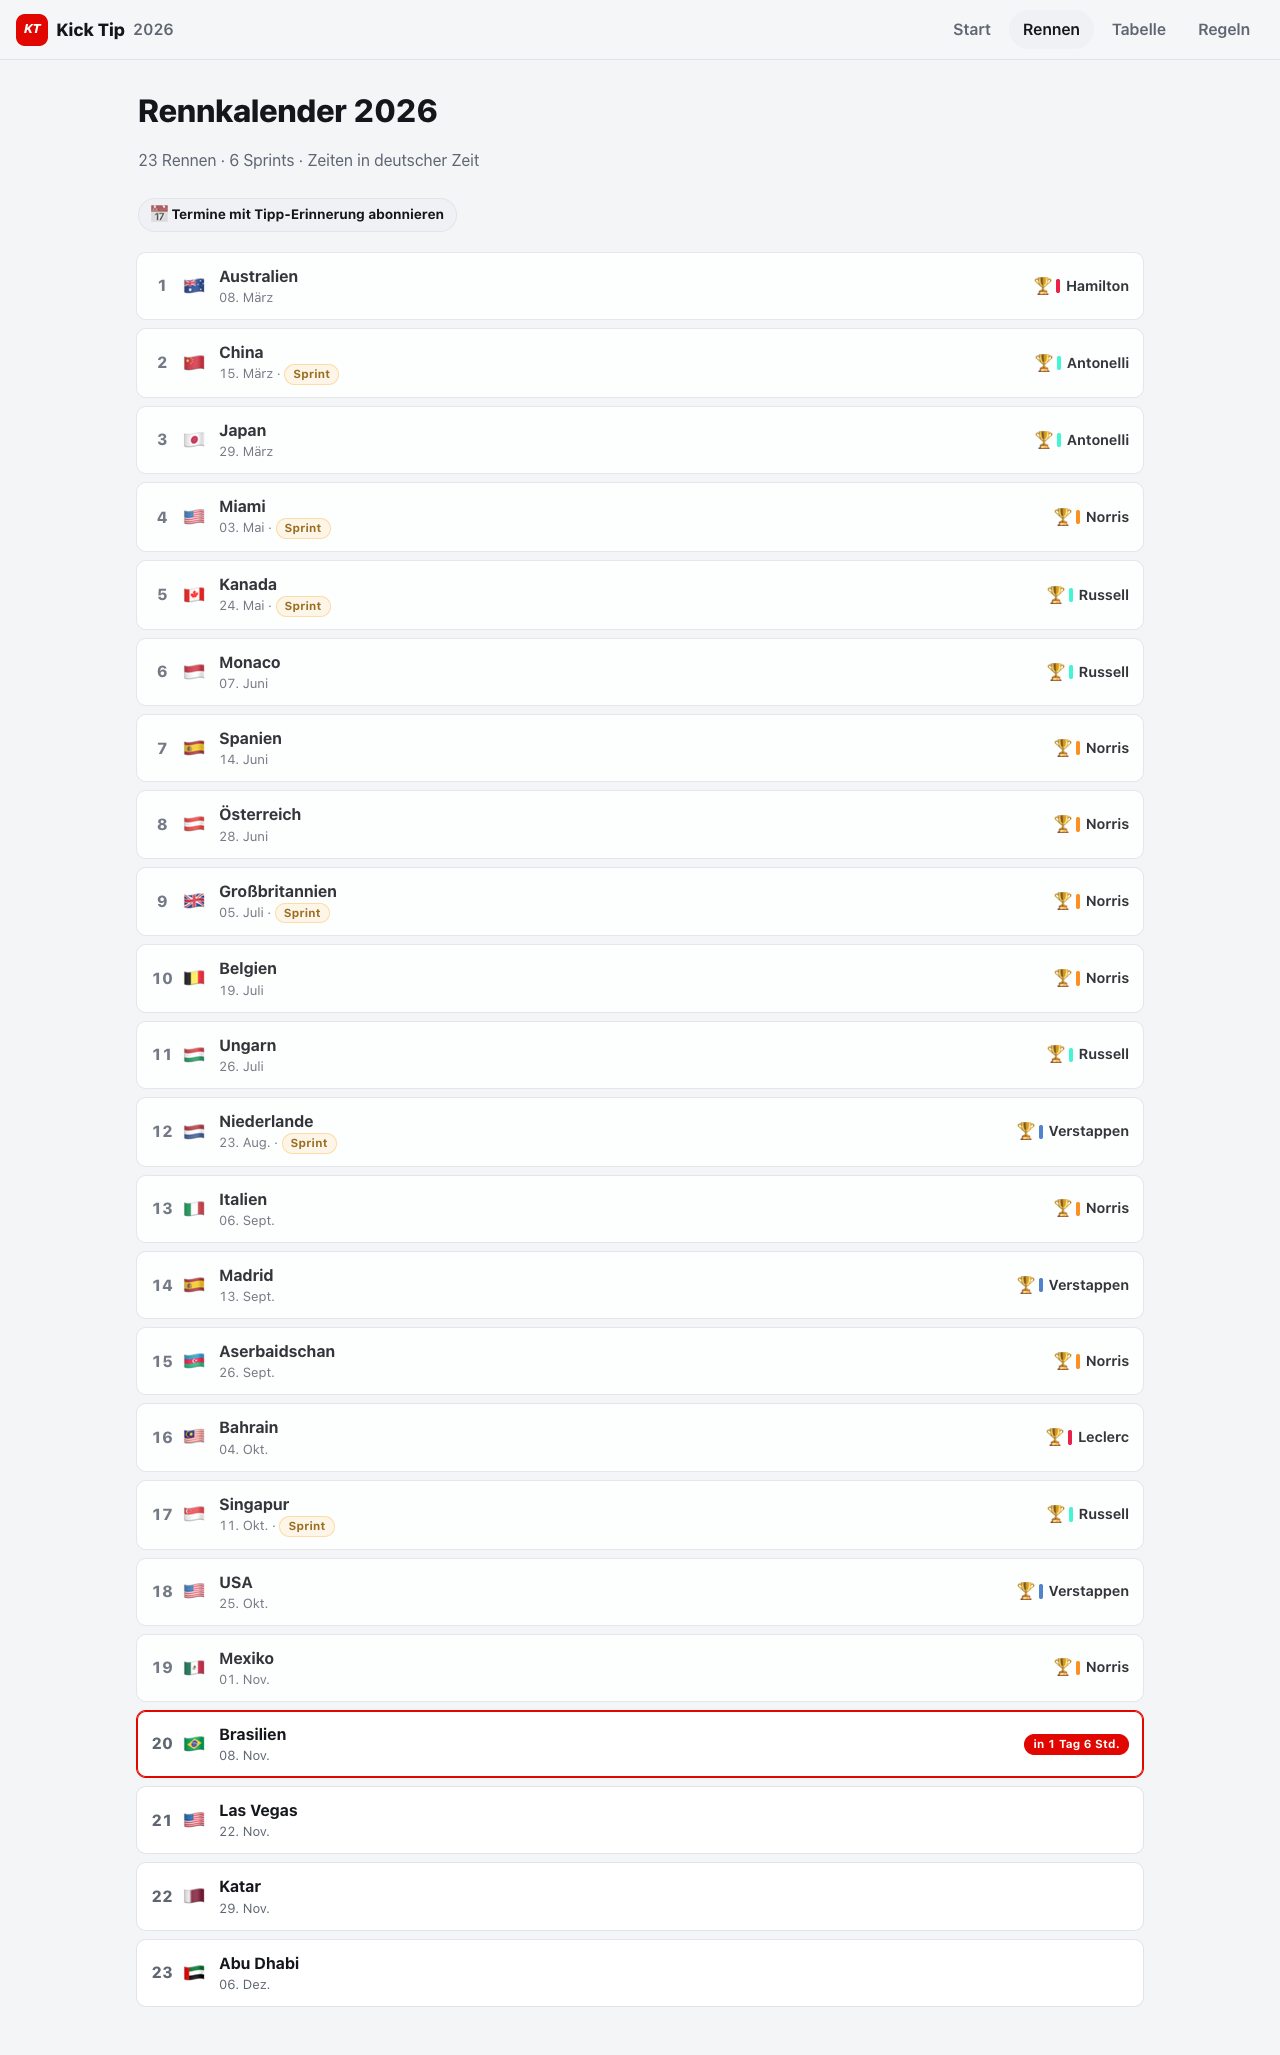 KT Kick Tip 2026 Start Rennen Tabelle Regeln
Rennkalender 2026
23 Rennen · 6 Sprints · Zeiten in deutscher Zeit
Termine mit Tipp-Erinnerung abonnieren
1 Australien Hamilton
08. März
2 China Antonelli
15. März · Sprint
3 Japan Antonelli
29. März
4 Miami Norris
03. Mai · Sprint
5 Kanada Russell
24. Mai · Sprint
6 Monaco Russell
07. Juni
7 Spanien Norris
14. Juni
8 Österreich Norris
28. Juni
9 Großbritannien Norris
05. Juli · Sprint
10 Belgien Norris
19. Juli
11 Ungarn Russell
26. Juli
12 Niederlande Verstappen
23. Aug. · Sprint
13 Italien Norris
06. Sept.
14 Madrid Verstappen
13. Sept.
15 Aserbaidschan Norris
26. Sept.
16 Bahrain Leclerc
04. Okt.
17 Singapur Russell
11. Okt. · Sprint
18 USA Verstappen
25. Okt.
19 Mexiko Norris
01. Nov.
20 Brasilien in 1 Tag 6 Std.
08. Nov.
21 Las Vegas
22. Nov.
22 Katar
29. Nov.
23 Abu Dhabi
06. Dez.